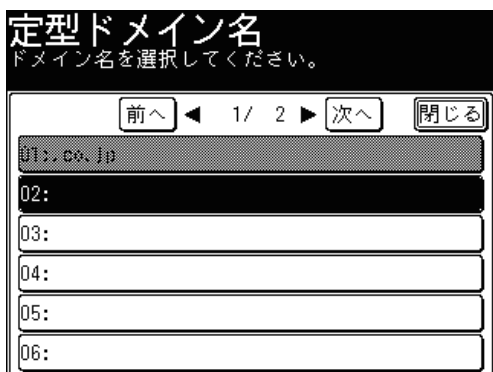 定型ドメイン名
ドメイン名を選択してください。
前へ ◀ 1/ 2 ▶ 次へ 閉じる
01:.co.jp
02:
03:
04:
05:
06: